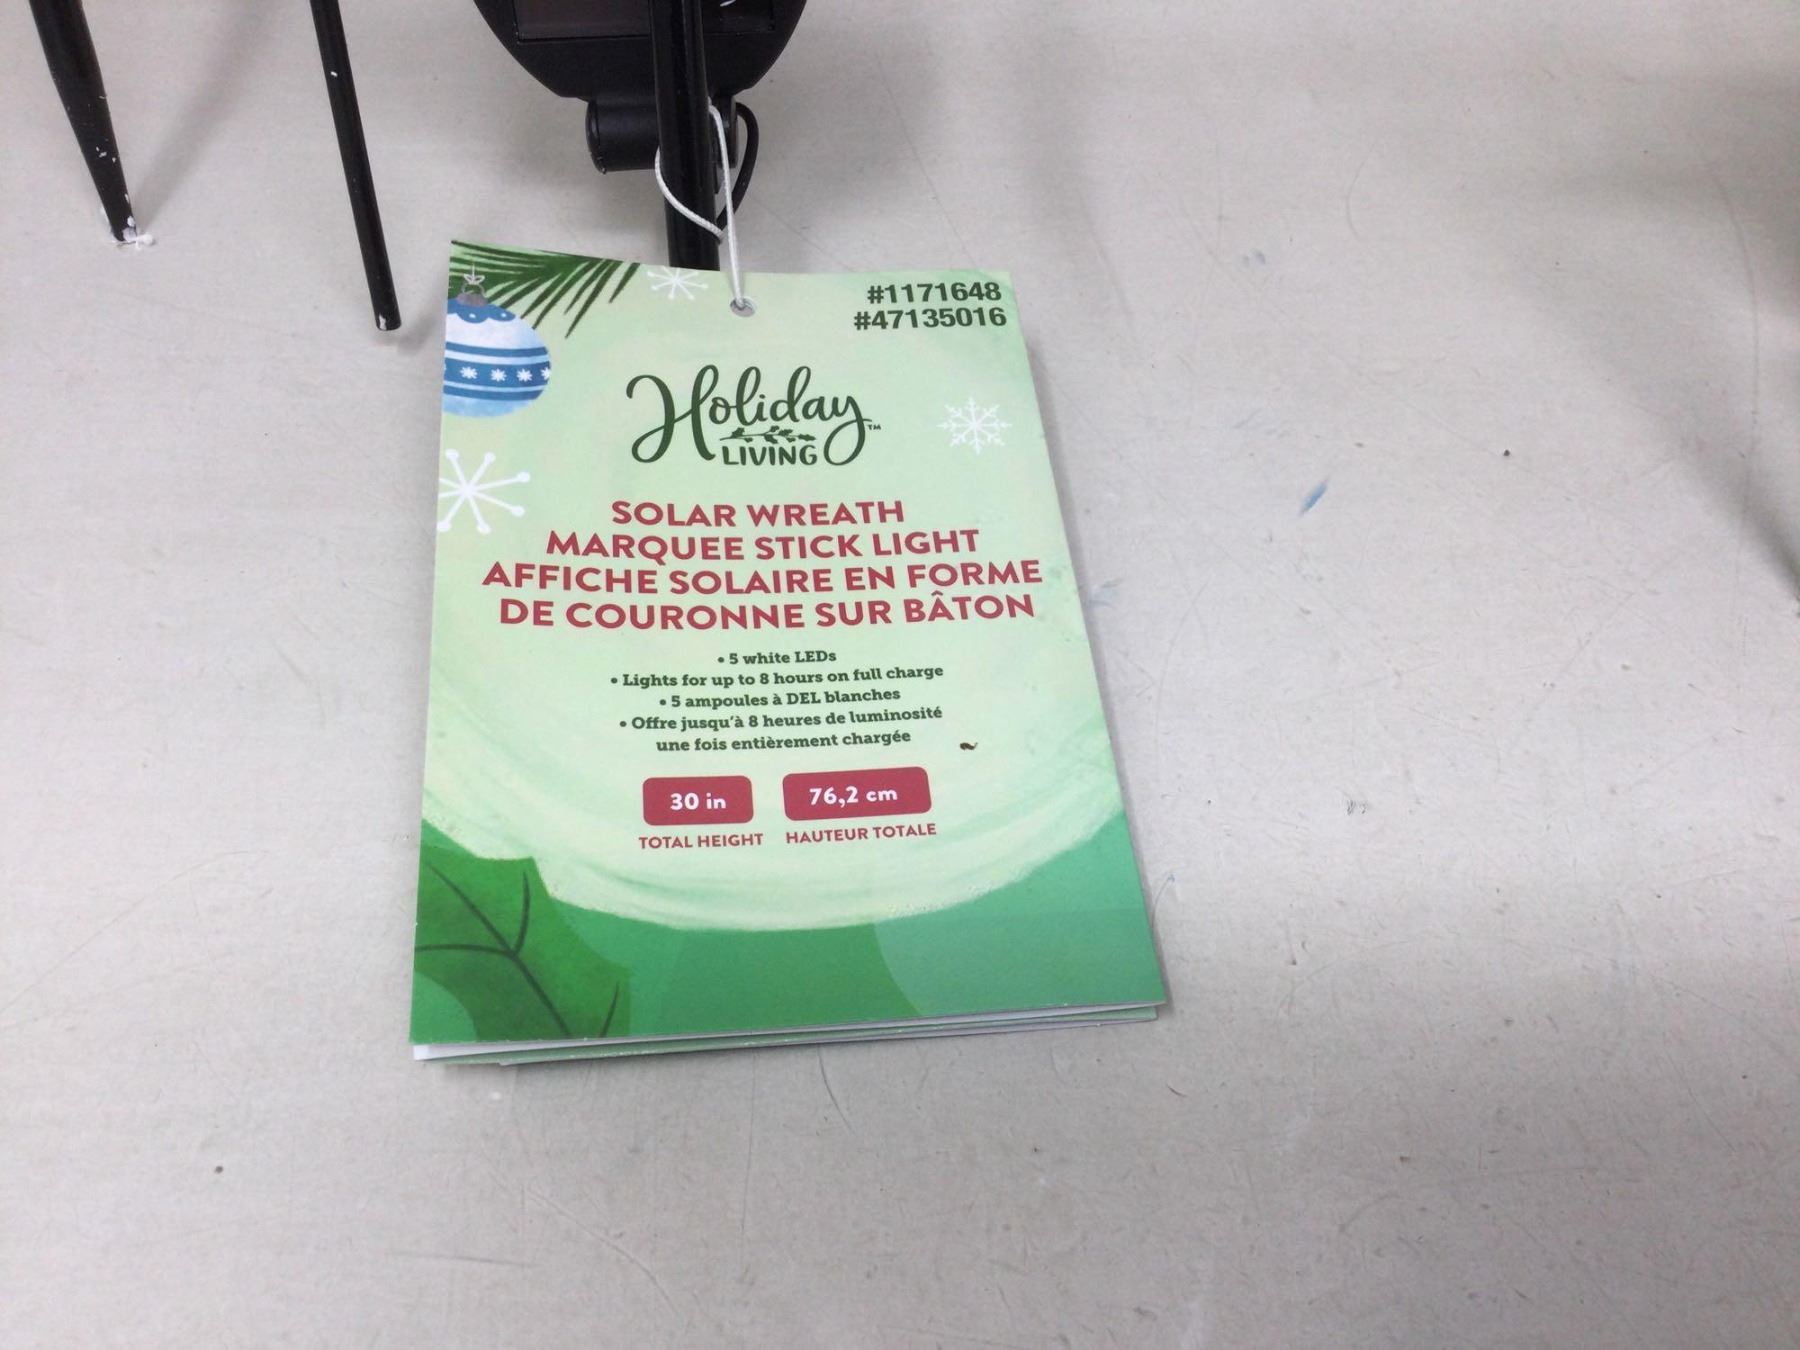 #1171648
#47135016
Holiday™
LIVING
SOLAR WREATH
MARQUEE STICK LIGHT
AFFICHE SOLAIRE EN FORME
DE COURONNE SUR BÂTON
• 5 white LEDs
• Lights for up to 8 hours on full charge
• 5 ampoules à DEL blanches
• Offre jusqu'à 8 heures de luminosité
une fois entièrement chargée
30 in 76,2 cm
TOTAL HEIGHT HAUTEUR TOTALE